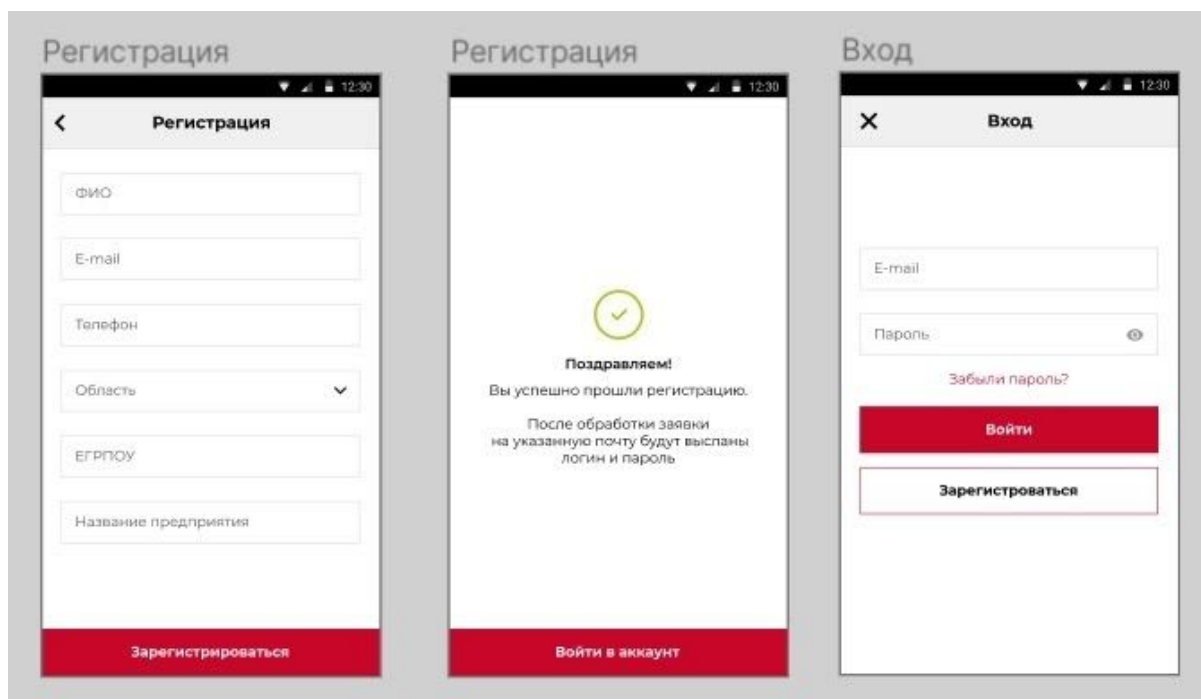 Регистрация
12:30
Регистрация
ФИО
E-mail
Телефон
Область
ЕГРПОУ
Название предприятия
Зарегистрироваться
Регистрация
12:30
Поздравляем!
Вы успешно прошли регистрацию.
После обработки заявки
на указанную почту будут высланы
логин и пароль
Войти в аккаунт
Вход
12:30
Вход
E-mail
Пароль
Забыли пароль?
Войти
Зарегистроваться